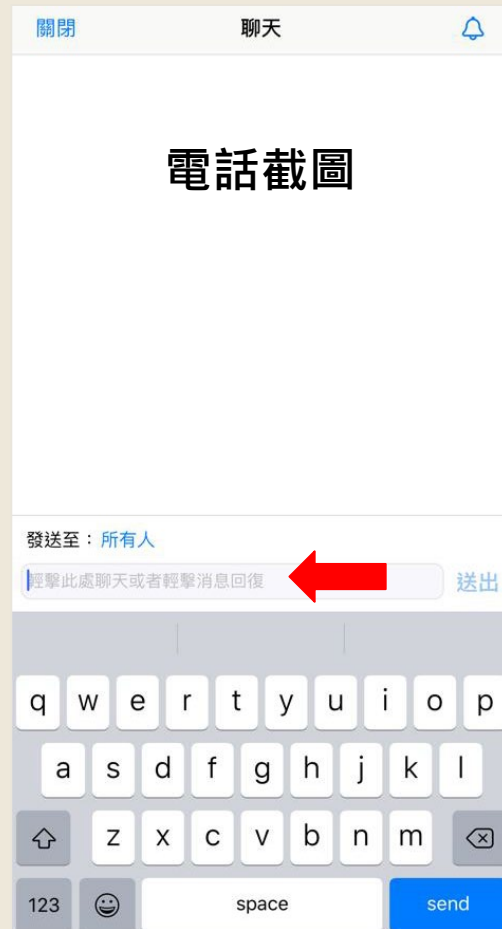 關閉 聊天
電話截圖
發送至：所有人
輕擊此處聊天或者輕擊消息回復 送出
q w e r t y u i o p
a s d f g h j k l
z x c v b n m
123 space send